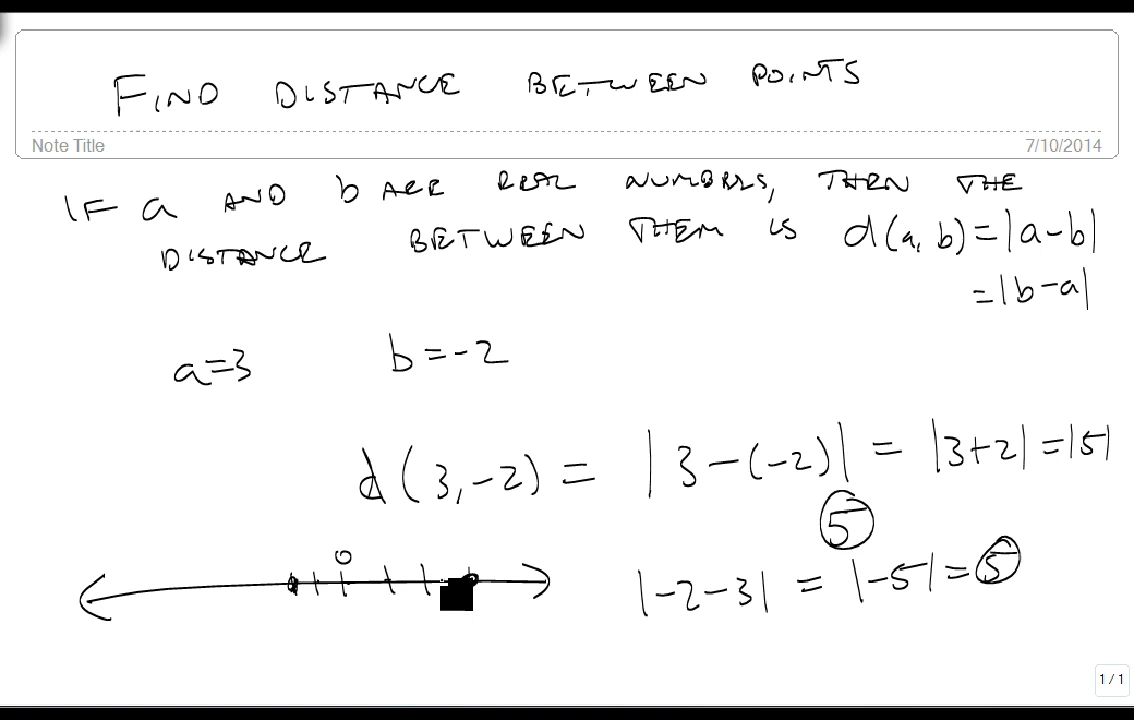 FIND DISTANCE BETWEEN POINTS
Note Title
7/10/2014
IF a AND b ARE REAL NUMBERS, THEN THE
DISTANCE BETWEEN THEM IS d(a, b)=|a-b|
=|b-a|
a=3 b=-2
d(3,-2) = |3-(-2)| = |3+2|=|5|
5
0
|-2-3| = |-5|=5
1 / 1